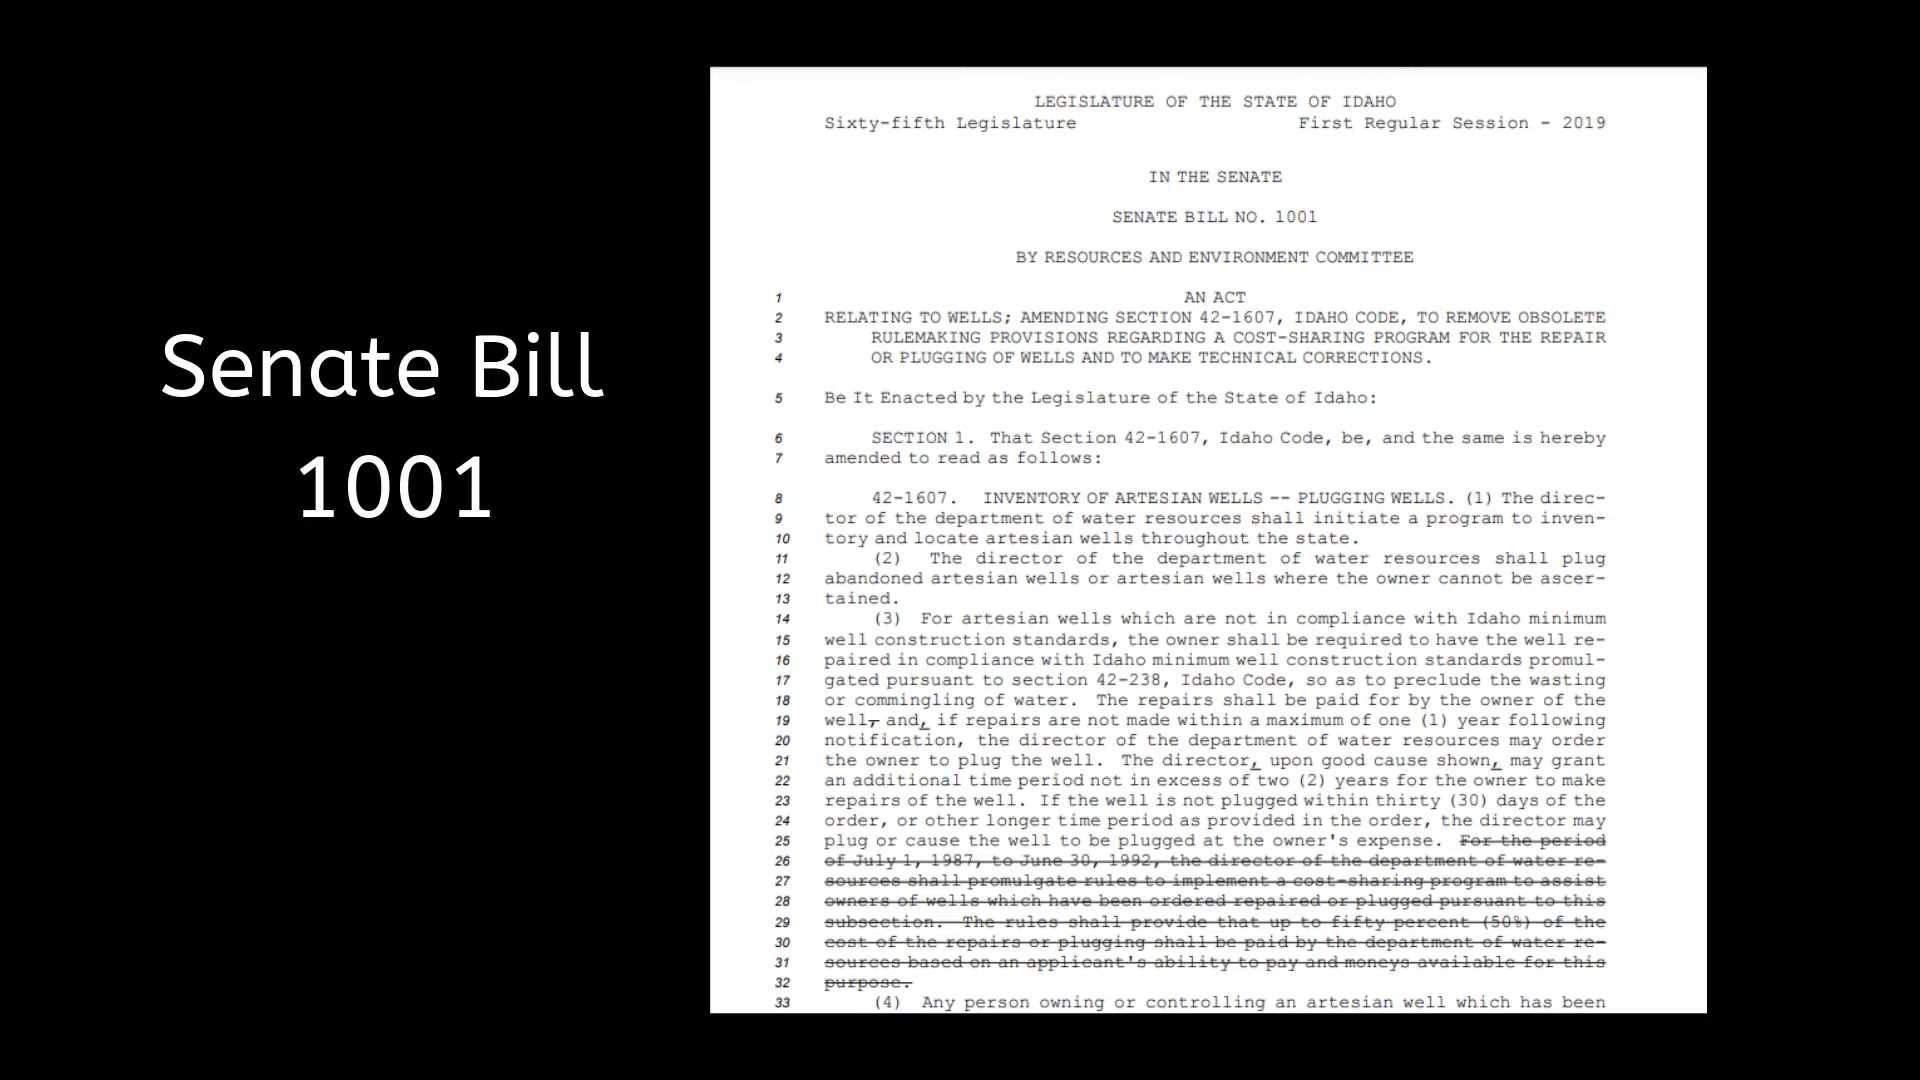 Senate Bill
1001
LEGISLATURE OF THE STATE OF IDAHO
Sixty-fifth Legislature First Regular Session - 2019
IN THE SENATE
SENATE BILL NO. 1001
BY RESOURCES AND ENVIRONMENT COMMITTEE
1 AN ACT
2 RELATING TO WELLS; AMENDING SECTION 42-1607, IDAHO CODE, TO REMOVE OBSOLETE
3 RULEMAKING PROVISIONS REGARDING A COST-SHARING PROGRAM FOR THE REPAIR
4 OR PLUGGING OF WELLS AND TO MAKE TECHNICAL CORRECTIONS.
5 Be It Enacted by the Legislature of the State of Idaho:
6 SECTION 1. That Section 42-1607, Idaho Code, be, and the same is hereby
7 amended to read as follows:
8 42-1607. INVENTORY OF ARTESIAN WELLS -- PLUGGING WELLS. (1) The direc-
9 tor of the department of water resources shall initiate a program to inven-
10 tory and locate artesian wells throughout the state.
11 (2) The director of the department of water resources shall plug
12 abandoned artesian wells or artesian wells where the owner cannot be ascer-
13 tained.
14 (3) For artesian wells which are not in compliance with Idaho minimum
15 well construction standards, the owner shall be required to have the well re-
16 paired in compliance with Idaho minimum well construction standards promul-
17 gated pursuant to section 42-238, Idaho Code, so as to preclude the wasting
18 or commingling of water. The repairs shall be paid for by the owner of the
19 well, and, if repairs are not made within a maximum of one (1) year following
20 notification, the director of the department of water resources may order
21 the owner to plug the well. The director, upon good cause shown, may grant
22 an additional time period not in excess of two (2) years for the owner to make
23 repairs of the well. If the well is not plugged within thirty (30) days of the
24 order, or other longer time period as provided in the order, the director may
25 plug or cause the well to be plugged at the owner's expense. For the period
26 of July 1, 1987, to June 30, 1992, the director of the department of water re-
27 sources shall promulgate rules to implement a cost-sharing program to assist
28 owners of wells which have been ordered repaired or plugged pursuant to this
29 subsection. The rules shall provide that up to fifty percent (50%) of the
30 cost of the repairs or plugging shall be paid by the department of water re-
31 sources based on an applicant's ability to pay and moneys available for this
32 purpose.
33 (4) Any person owning or controlling an artesian well which has been